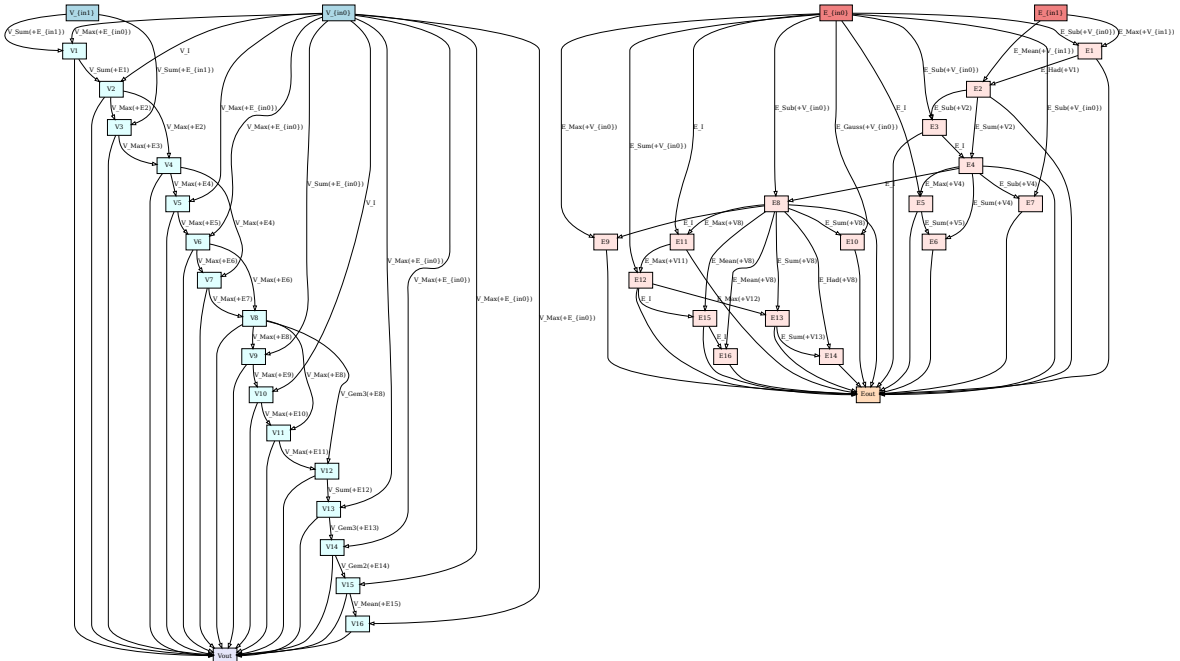 V_{in1}
V_{in0}
E_{in0}
E_{in1}
V_Sum(+E_{in1})
V_Max(+E_{in0})
E_Sub(+V_{in0})
E_Max(+V_{in1})
V1
V_I
E_Mean(+V_{in1})
E1
V_Sum(+E1)
V_Sum(+E_{in1})
E_Sub(+V_{in0})
E_Had(+V1)
V2
E2
V_Max(+E2)
V_Max(+E_{in0})
E_Sub(+V_{in0})
E_Sub(+V2)
E_I
E_Sub(+V_{in0})
V3
V_Max(+E2)
V_Max(+E_{in0})
E_Max(+V_{in0})
E_I
E_Gauss(+V_{in0})
E3
E_Sum(+V2)
V_Max(+E3)
E_Sum(+V_{in0})
E_I
V4
E4
V_Max(+E4)
V_Sum(+E_{in0})
E_I
E_Max(+V4)
E_Sub(+V4)
V5
V_I
E8
E5
E_Sum(+V4)
E7
V_Max(+E5)
V_Max(+E4)
E_I
E_Max(+V8)
E_Sum(+V8)
E_Sum(+V5)
V6
E9
E11
E10
E6
V_Max(+E6)
V_Max(+E_{in0})
E_Max(+V11)
E_Mean(+V8)
E_Sum(+V8)
V7
V_Max(+E6)
V_Max(+E_{in0})
E12
E_Mean(+V8)
E_Had(+V8)
V_Max(+E7)
V_Max(+E_{in0})
E_I
E_Max(+V12)
V8
V_Max(+E_{in0})
E15
E13
V_Max(+E8)
E_I
E_Sum(+V13)
V9
E16
E14
V_Max(+E9)
V_Max(+E8)
V10
V_Gem3(+E8)
Eout
V_Max(+E10)
V11
V_Max(+E11)
V12
V_Sum(+E12)
V13
V_Gem3(+E13)
V14
V_Gem2(+E14)
V15
V_Mean(+E15)
V16
Vout